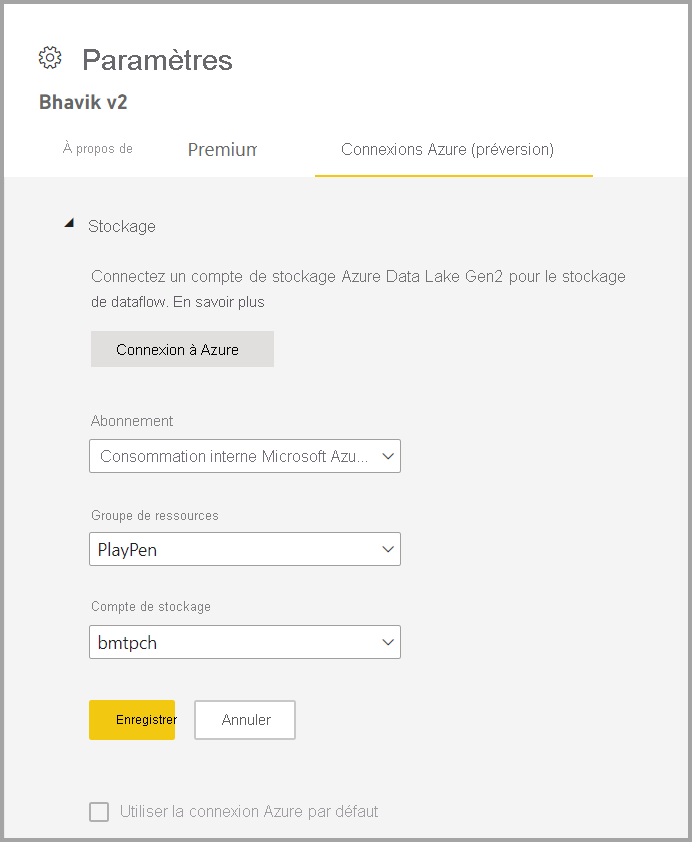 Paramètres
Bhavik v2
À propos de
Premium
Connexions Azure (préversion)
Stockage
Connectez un compte de stockage Azure Data Lake Gen2 pour le stockage
de dataflow. En savoir plus
Connexion à Azure
Abonnement
Consommation interne Microsoft Azu...
Groupe de ressources
PlayPen
Compte de stockage
bmtpch
Enregistrer
Annuler
Utiliser la connexion Azure par défaut